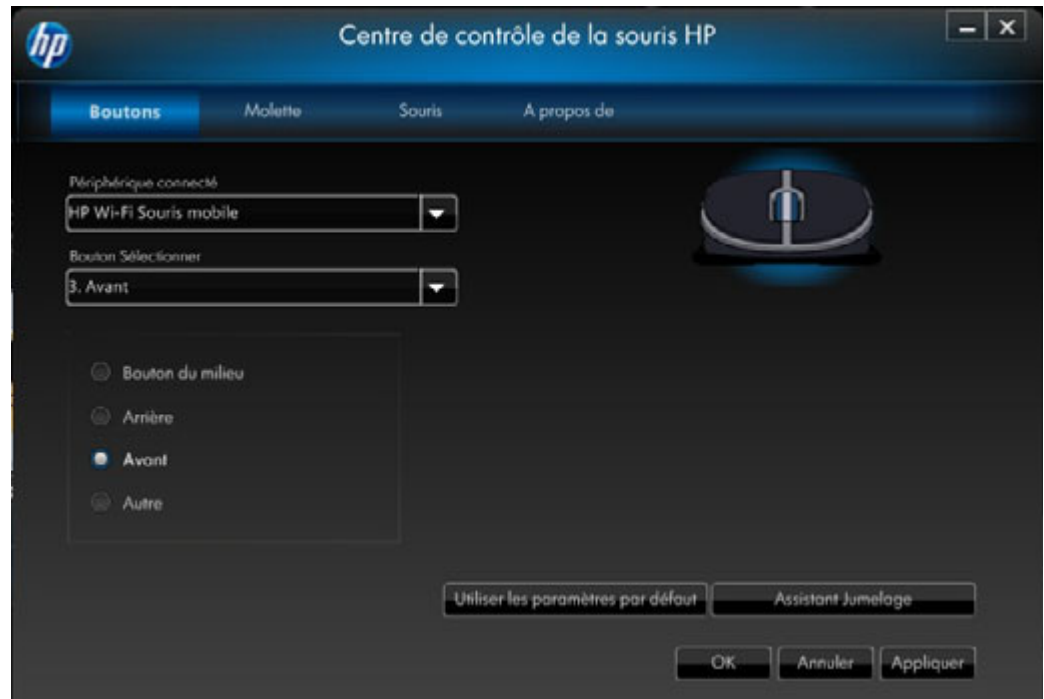 hp
Centre de contrôle de la souris HP
Boutons Molette Souris A propos de
Périphérique connecté
HP Wi-Fi Souris mobile
Bouton Sélectionner
3. Avant
Bouton du milieu
Arrière
Avant
Autre
Utiliser les paramètres par défaut Assistant Jumelage
OK Annuler Appliquer